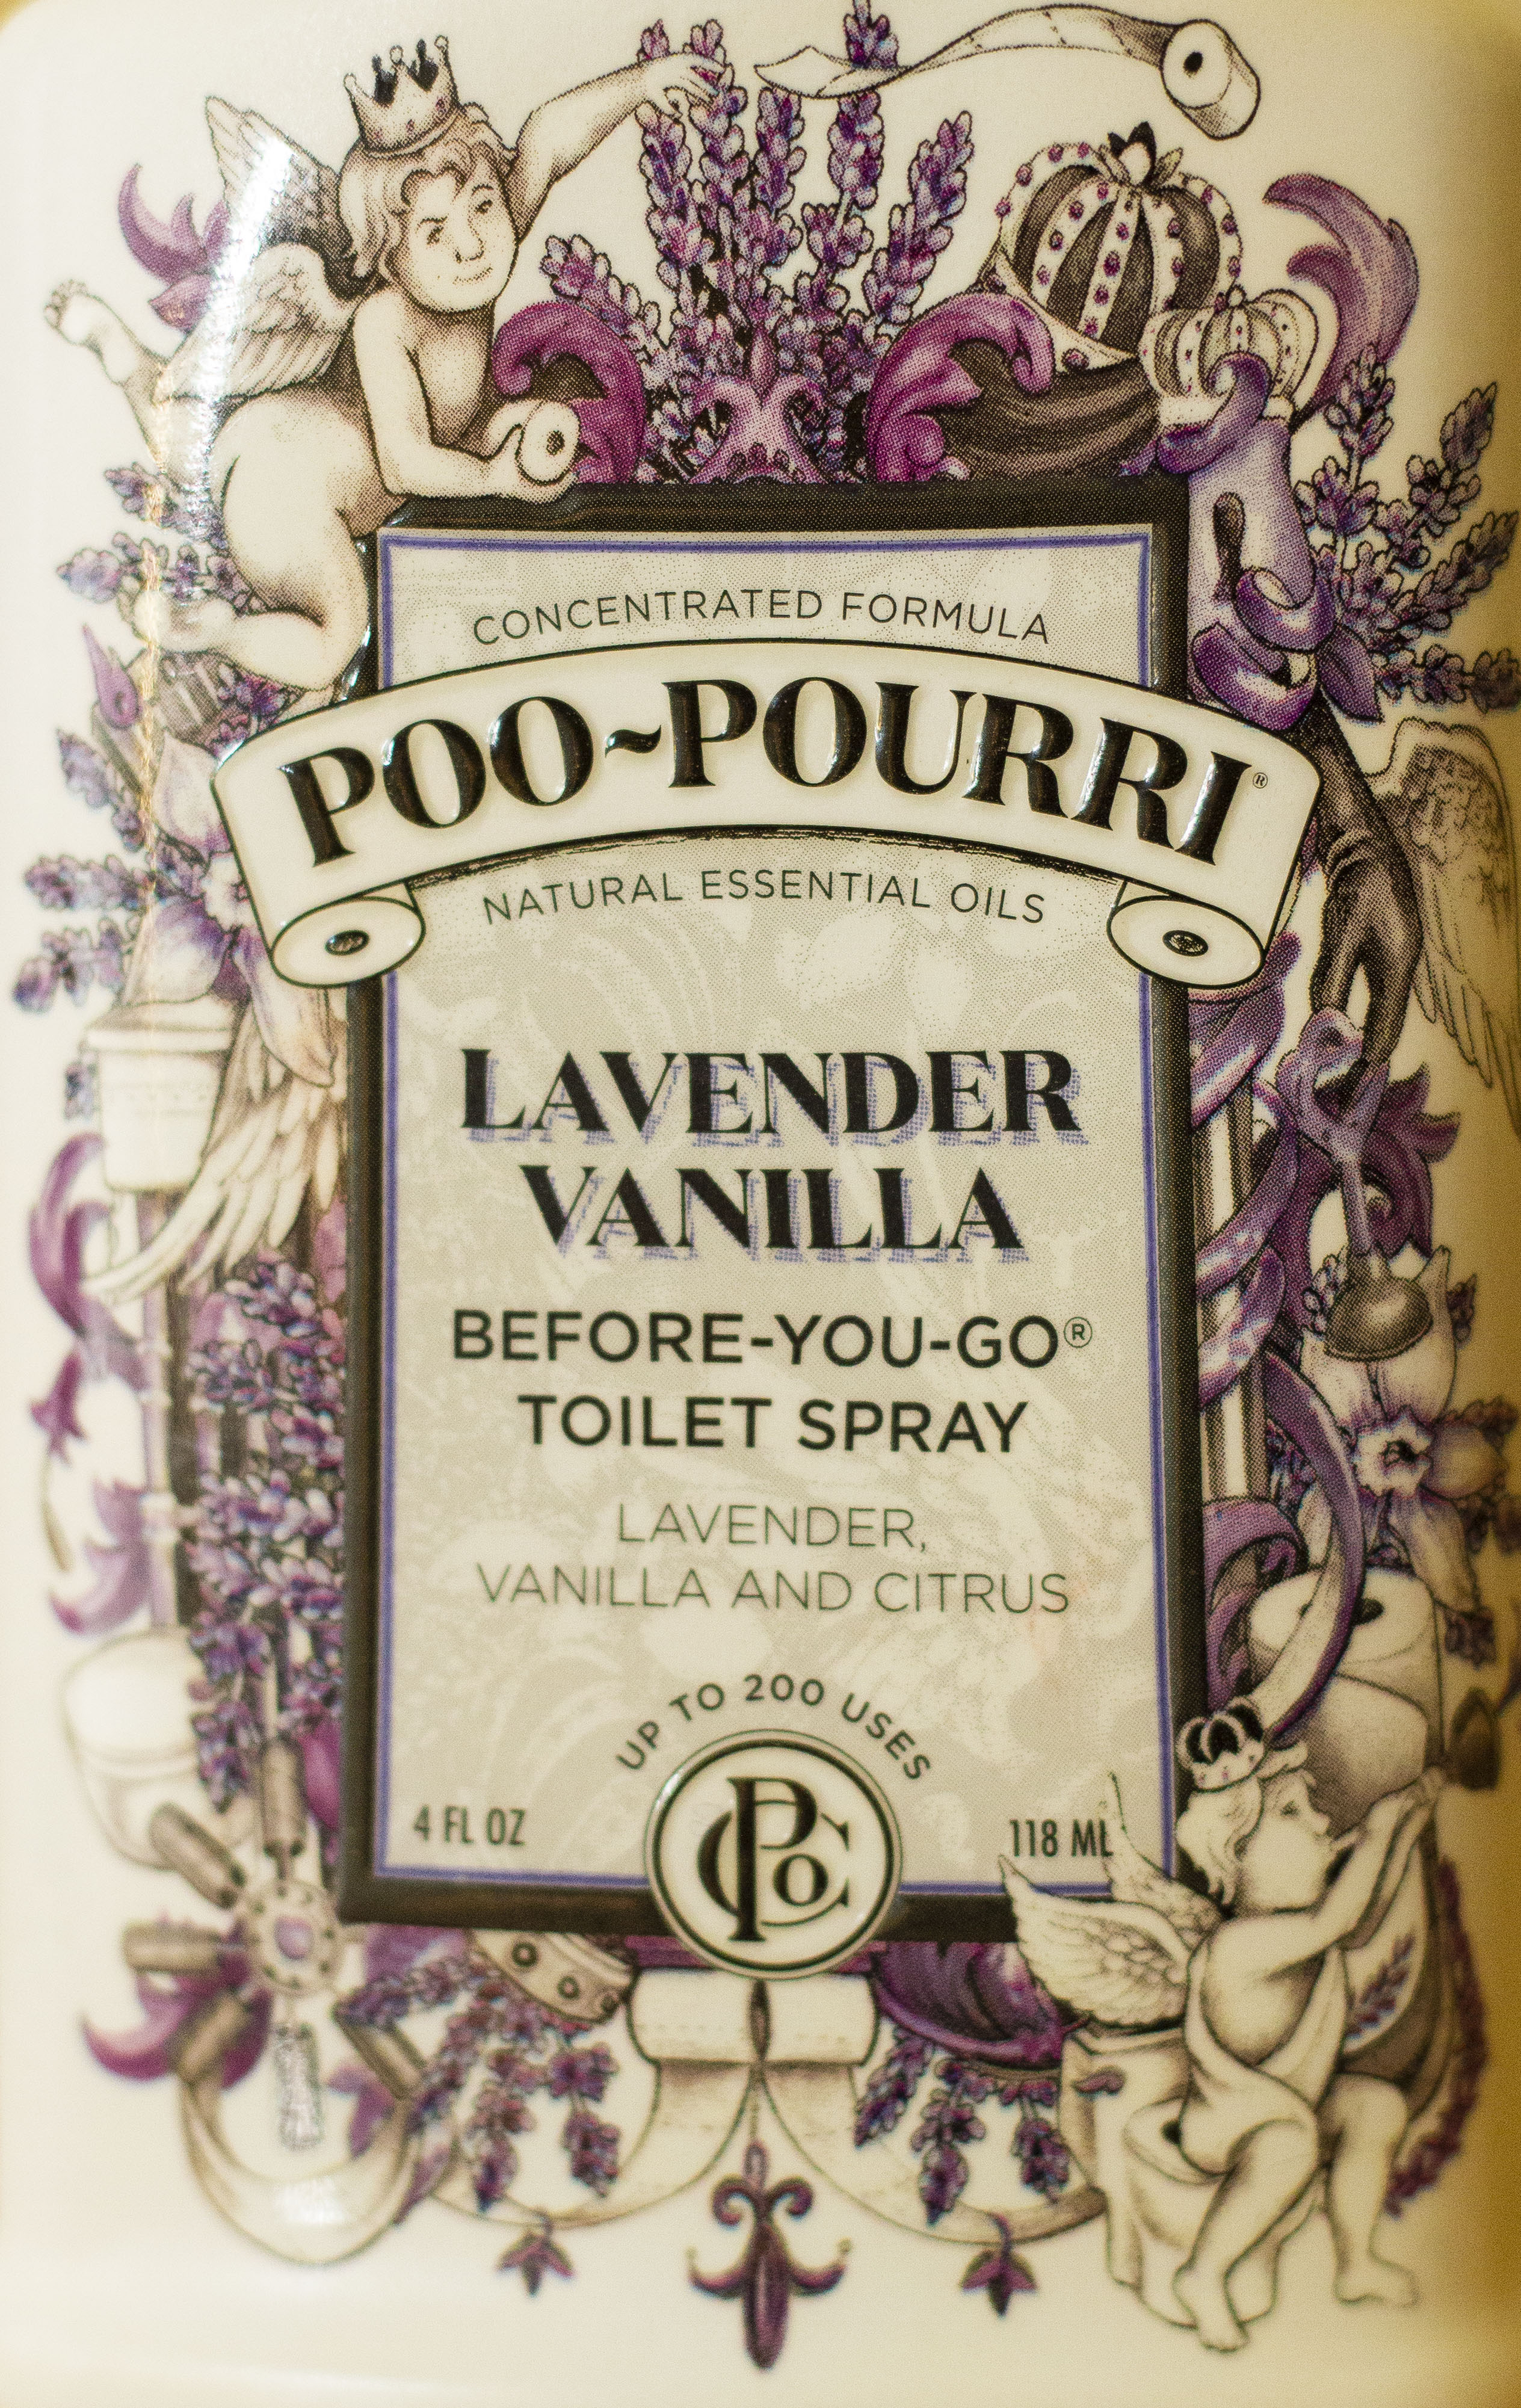 CONCENTRATED FORMULA
POO~POURRI®
NATURAL ESSENTIAL OILS
LAVENDER
VANILLA
BEFORE-YOU-GO®
TOILET SPRAY
LAVENDER,
VANILLA AND CITRUS
UP TO 200 USES
4 FL OZ
118 ML
PCo